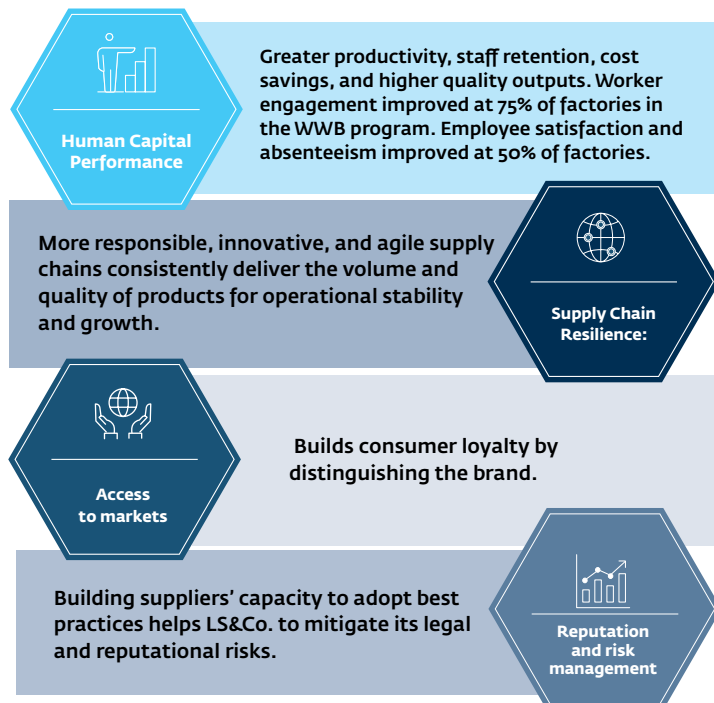 Human Capital
Performance
Greater productivity, staff retention, cost
savings, and higher quality outputs. Worker
engagement improved at 75% of factories in
the WWB program. Employee satisfaction and
absenteeism improved at 50% of factories.
More responsible, innovative, and agile supply
chains consistently deliver the volume and
quality of products for operational stability
and growth.
Supply Chain
Resilience:
Access
to markets
Builds consumer loyalty by
distinguishing the brand.
Building suppliers’ capacity to adopt best
practices helps LS&Co. to mitigate its legal
and reputational risks.
Reputation
and risk
management